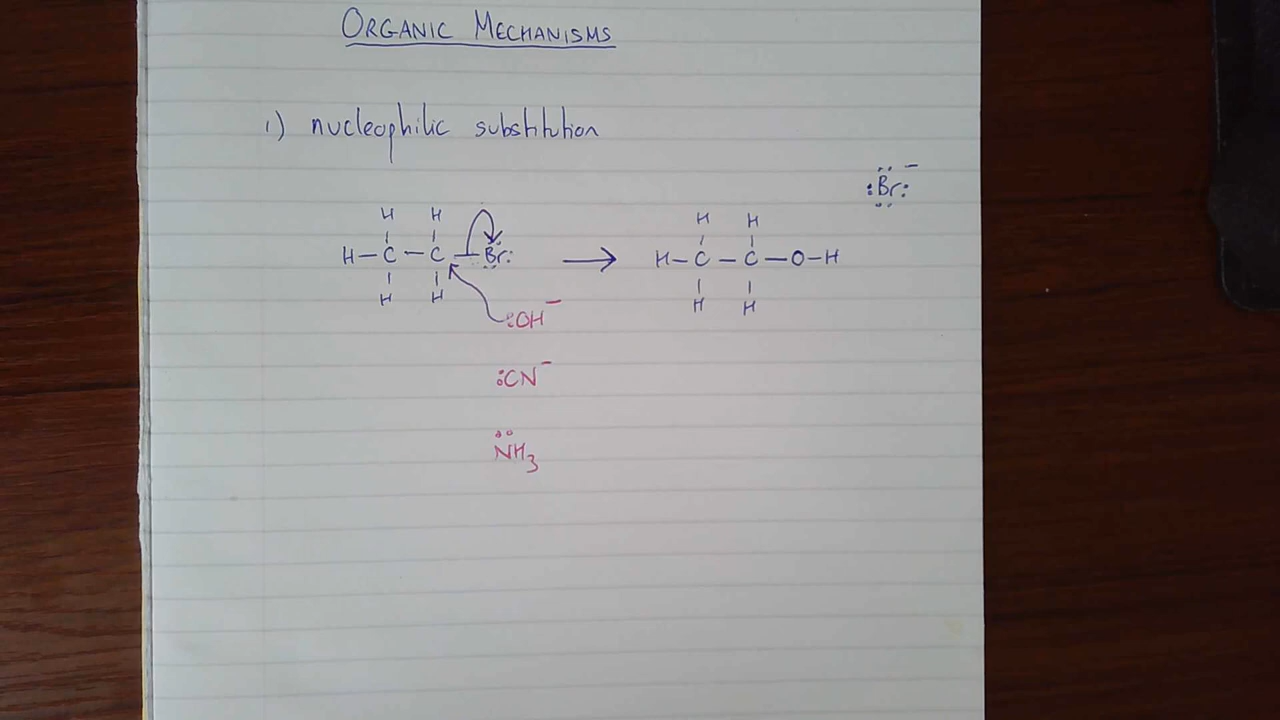 ORGANIC MECHANISMS
1) nucleophilic substitution
:Br:⁻
H H H H
H–C–C–Br: → H–C–C–O–H
H H H H
:OH⁻
:CN⁻
NH₃